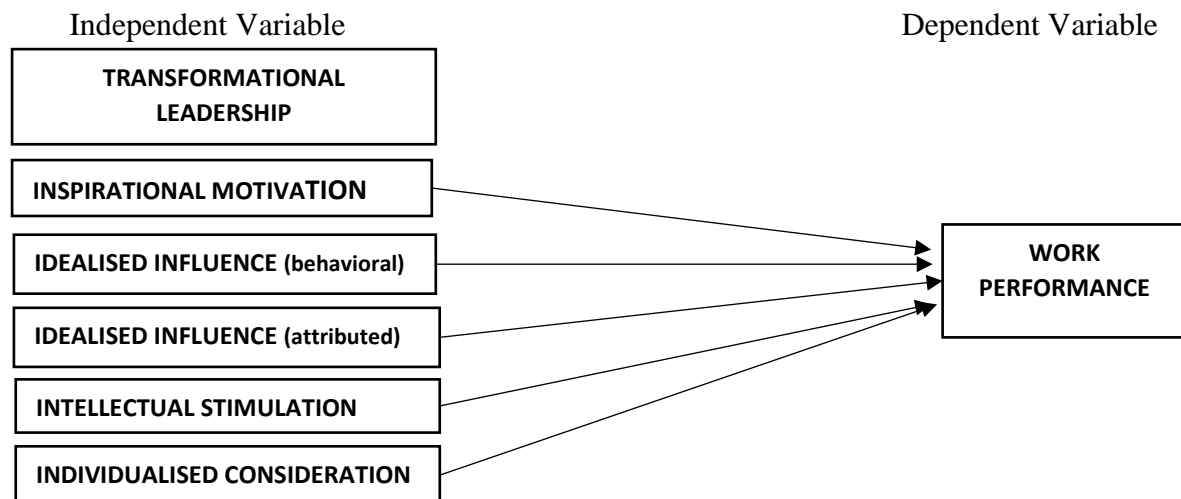 Independent Variable
Dependent Variable
TRANSFORMATIONAL
LEADERSHIP
INSPIRATIONAL MOTIVATION
IDEALISED INFLUENCE (behavioral)
IDEALISED INFLUENCE (attributed)
INTELLECTUAL STIMULATION
INDIVIDUALISED CONSIDERATION
WORK
PERFORMANCE